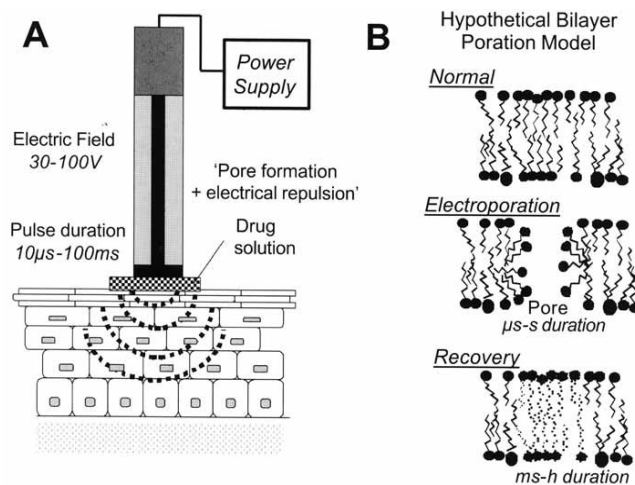 A
Power
Supply
Electric Field
30-100V
'Pore formation
+ electrical repulsion'
Pulse duration
10µs-100ms
Drug
solution
B
Hypothetical Bilayer
Poration Model
Normal
Electroporation
Pore
µs-s duration
Recovery
ms-h duration